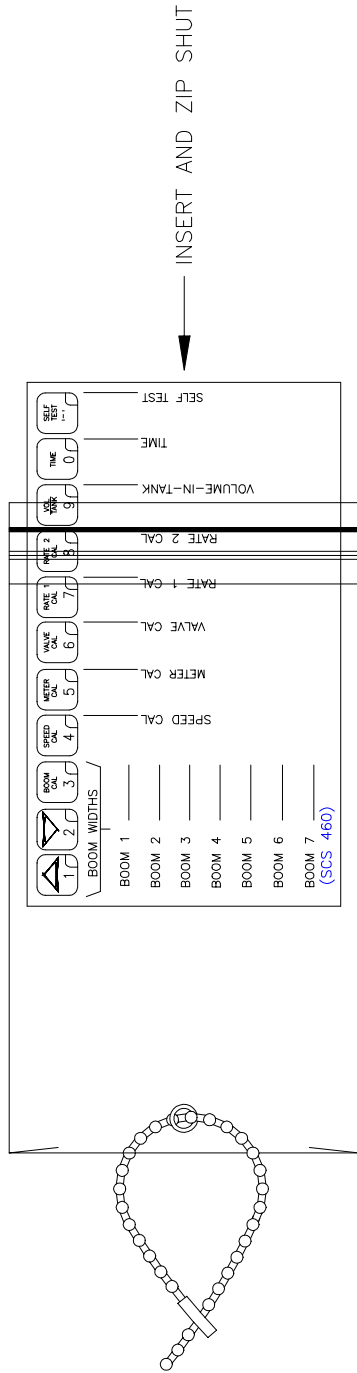 1
2
BOOM
CAL
3
SPEED
CAL
4
METER
CAL
5
VALVE
CAL
6
RATE 1
CAL
7
RATE 2
CAL
8
VOL
TANK
9
TIME
0
SELF
TEST
BOOM WIDTHS
BOOM 1
BOOM 2
BOOM 3
BOOM 4
BOOM 5
BOOM 6
BOOM 7
(SCS 460)
SPEED CAL
METER CAL
VALVE CAL
RATE 1 CAL
RATE 2 CAL
VOLUME-IN-TANK
TIME
SELF TEST
INSERT AND ZIP SHUT